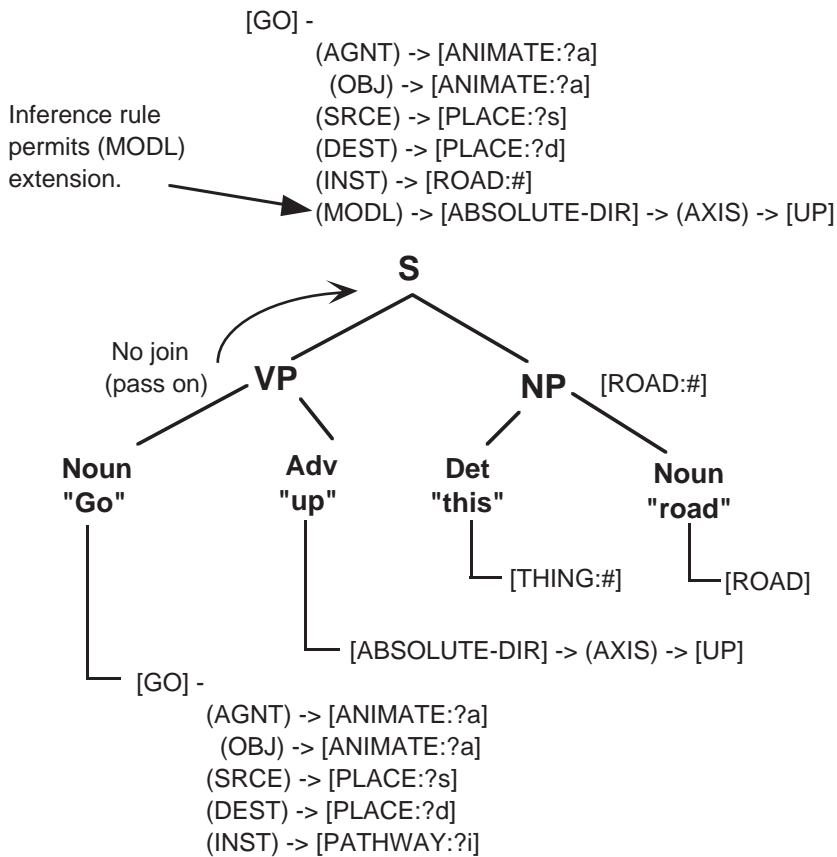 [GO] -
(AGNT) -> [ANIMATE:?a]
(OBJ) -> [ANIMATE:?a]
(SRCE) -> [PLACE:?s]
(DEST) -> [PLACE:?d]
(INST) -> [ROAD:#]
(MODL) -> [ABSOLUTE-DIR] -> (AXIS) -> [UP]
Inference rule
permits (MODL)
extension.
S
No join
(pass on)
VP
NP
[ROAD:#]
Noun
"Go"
Adv
"up"
Det
"this"
Noun
"road"
[THING:#]
[ROAD]
[ABSOLUTE-DIR] -> (AXIS) -> [UP]
[GO] -
(AGNT) -> [ANIMATE:?a]
(OBJ) -> [ANIMATE:?a]
(SRCE) -> [PLACE:?s]
(DEST) -> [PLACE:?d]
(INST) -> [PATHWAY:?i]